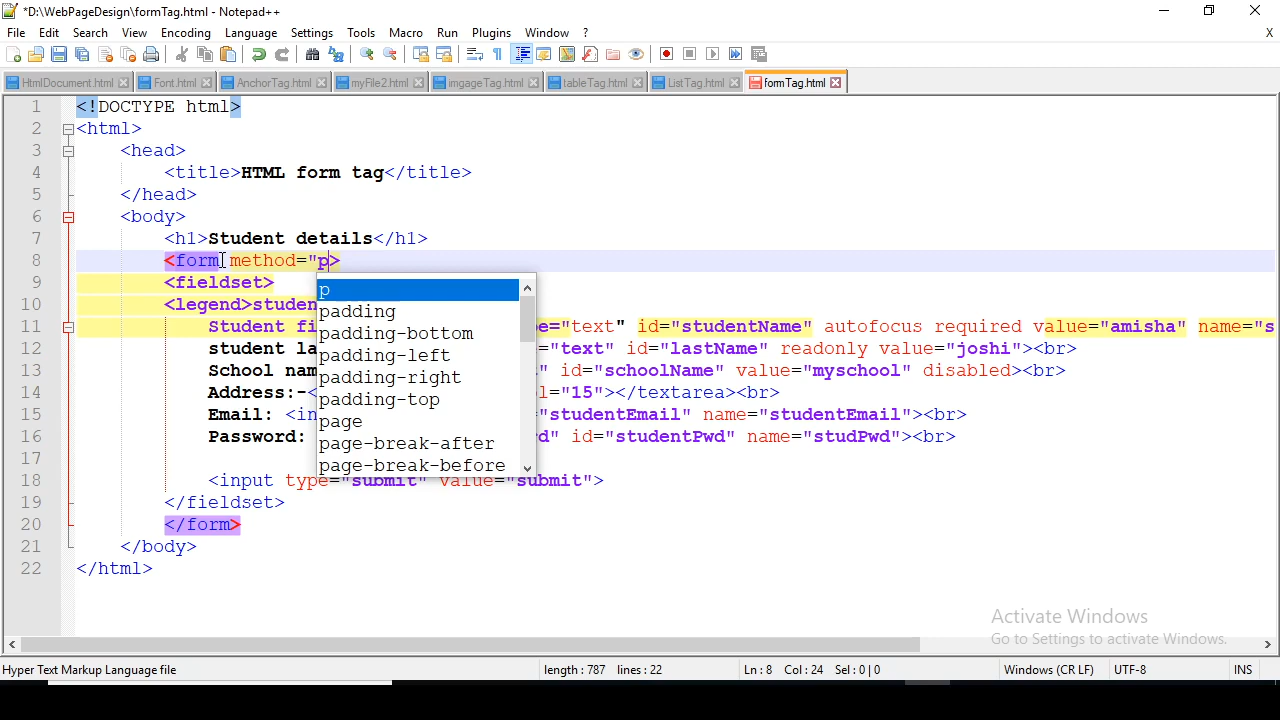 *D:\WebPageDesign\formTag.html - Notepad++
File Edit Search View Encoding Language Settings Tools Macro Run Plugins Window ? X
HtmlDocument.html Font.html AnchorTag.html myFile2.html imgageTag.html tableTag.html ListTag.html formTag.html
1 <!DOCTYPE html>
2 <html>
3 <head>
4 <title>HTML form tag</title>
5 </head>
6 <body>
7 <h1>Student details</h1>
8 <form method="p>
9 <fieldset>
10 <legend>studen
11 Student fi pe="text" id="studentName" autofocus required value="amisha" name="s
12 student la ="text" id="lastName" readonly value="joshi"><br>
13 School nam " id="schoolName" value="myschool" disabled><br>
14 Address:-< l="15"></textarea><br>
15 Email: <in "studentEmail" name="studentEmail"><br>
16 Password: d" id="studentPwd" name="studPwd"><br>
17
18 <input type="submit" value="submit">
19 </fieldset>
20 </form>
21 </body>
22 </html>
p
padding
padding-bottom
padding-left
padding-right
padding-top
page
page-break-after
page-break-before
Activate Windows
Go to Settings to activate Windows.
Hyper Text Markup Language file length : 787 lines : 22 Ln : 8 Col : 24 Sel : 0 | 0 Windows (CR LF) UTF-8 INS